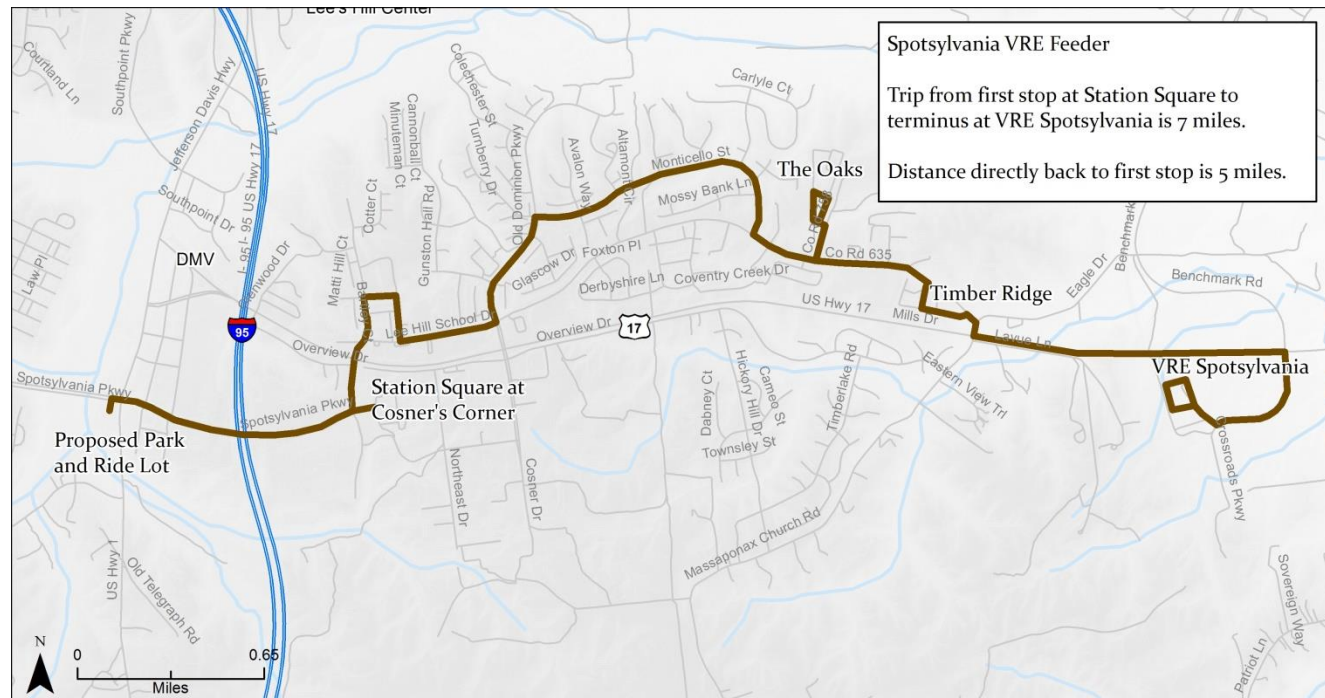 Lee's Hill Center
Spotsylvania VRE Feeder
Trip from first stop at Station Square to
terminus at VRE Spotsylvania is 7 miles.
Distance directly back to first stop is 5 miles.
Courtland Ln
Southpoint Pkwy
Jefferson Davis Hwy
US Hwy 17
I- 95 I- 95 US Hwy 17
Southpoint Dr
Law Pl
DMV
Glenwood Dr
Matti Hill Ct
Cotter Ct
Minuteman Ct
Cannonball Ct
Gunston Hall Rd
Colechester St
Turnberry Dr
Old Dominion Pkwy
Avalon Way
Altamont Cir
Monticello St
Mossy Bank Ln
Carlyle Ct
The Oaks
Co Rd
Co Rd 635
Glascow Dr
Foxton Pl
Derbyshire Ln
Coventry Creek Dr
US Hwy 17
Timber Ridge
Mills Dr
Eagle Dr
Benchmark
Benchmark Rd
Layue Ln
VRE Spotsylvania
Lee Hill School Dr
Overview Dr
17
95
Overview Dr
Spotsylvania Pkwy
Spotsylvania Pkwy
Station Square at
Cosner's Corner
Proposed Park
and Ride Lot
Northeast Dr
Cosner Dr
Dabney Ct
Hickory Hill Dr
Cameo St
Townsley St
Timberlake Rd
Eastern View Trl
Massaponax Church Rd
Crossroads Pkwy
Sovereign Way
Patriot Ln
US Hwy 1
Old Telegraph Rd
N
0 0.65
Miles